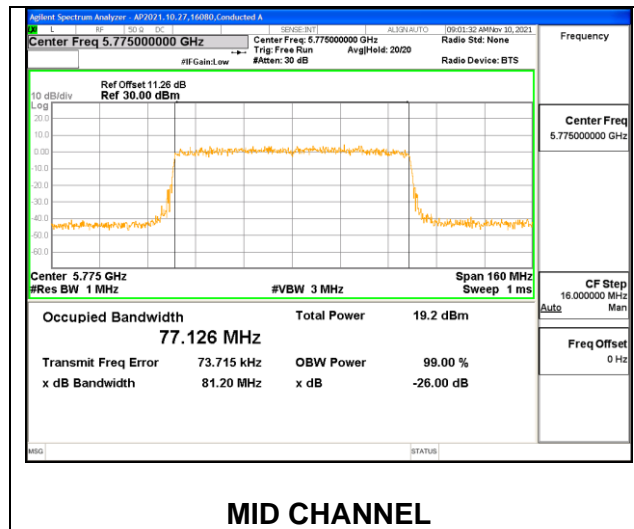 Agilent Spectrum Analyzer - AP2021.10.27,16080,Conducted A
L RF 50 Ω DC SENSE:INT ALIGN AUTO 09:01:32 AM Nov 10, 2021
Center Freq 5.775000000 GHz
Center Freq: 5.775000000 GHz Radio Std: None
Trig: Free Run Avg|Hold: 20/20
#IFGain:Low #Atten: 30 dB Radio Device: BTS
Frequency
Ref Offset 11.26 dB
10 dB/div Ref 30.00 dBm
Log
20.0
10.0
0.00
-10.0
-20.0
-30.0
-40.0
-50.0
-60.0
Center 5.775 GHz Span 160 MHz
#Res BW 1 MHz #VBW 3 MHz Sweep 1 ms
Occupied Bandwidth Total Power 19.2 dBm
77.126 MHz
Transmit Freq Error 73.715 kHz OBW Power 99.00 %
x dB Bandwidth 81.20 MHz x dB -26.00 dB
Center Freq
5.775000000 GHz
CF Step
16.000000 MHz
Auto Man
Freq Offset
0 Hz
MSG STATUS
MID CHANNEL